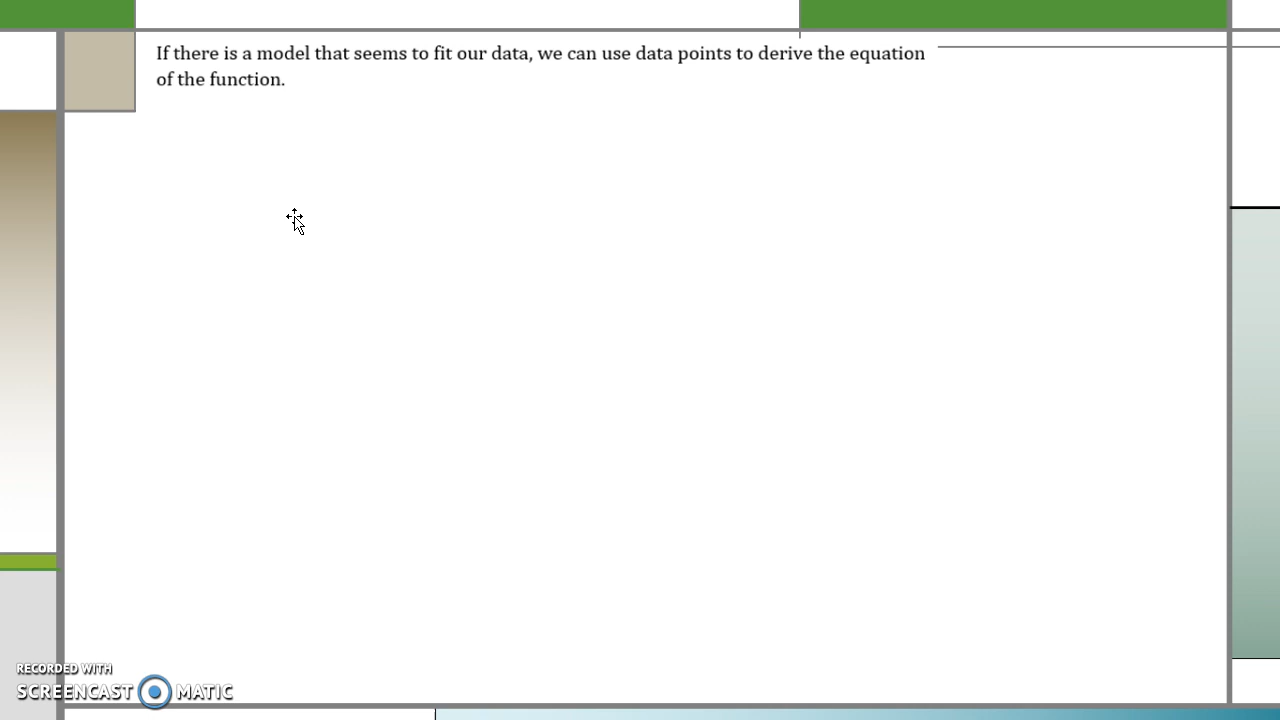 If there is a model that seems to fit our data, we can use data points to derive the equation
of the function.
RECORDED WITH
SCREENCAST MATIC